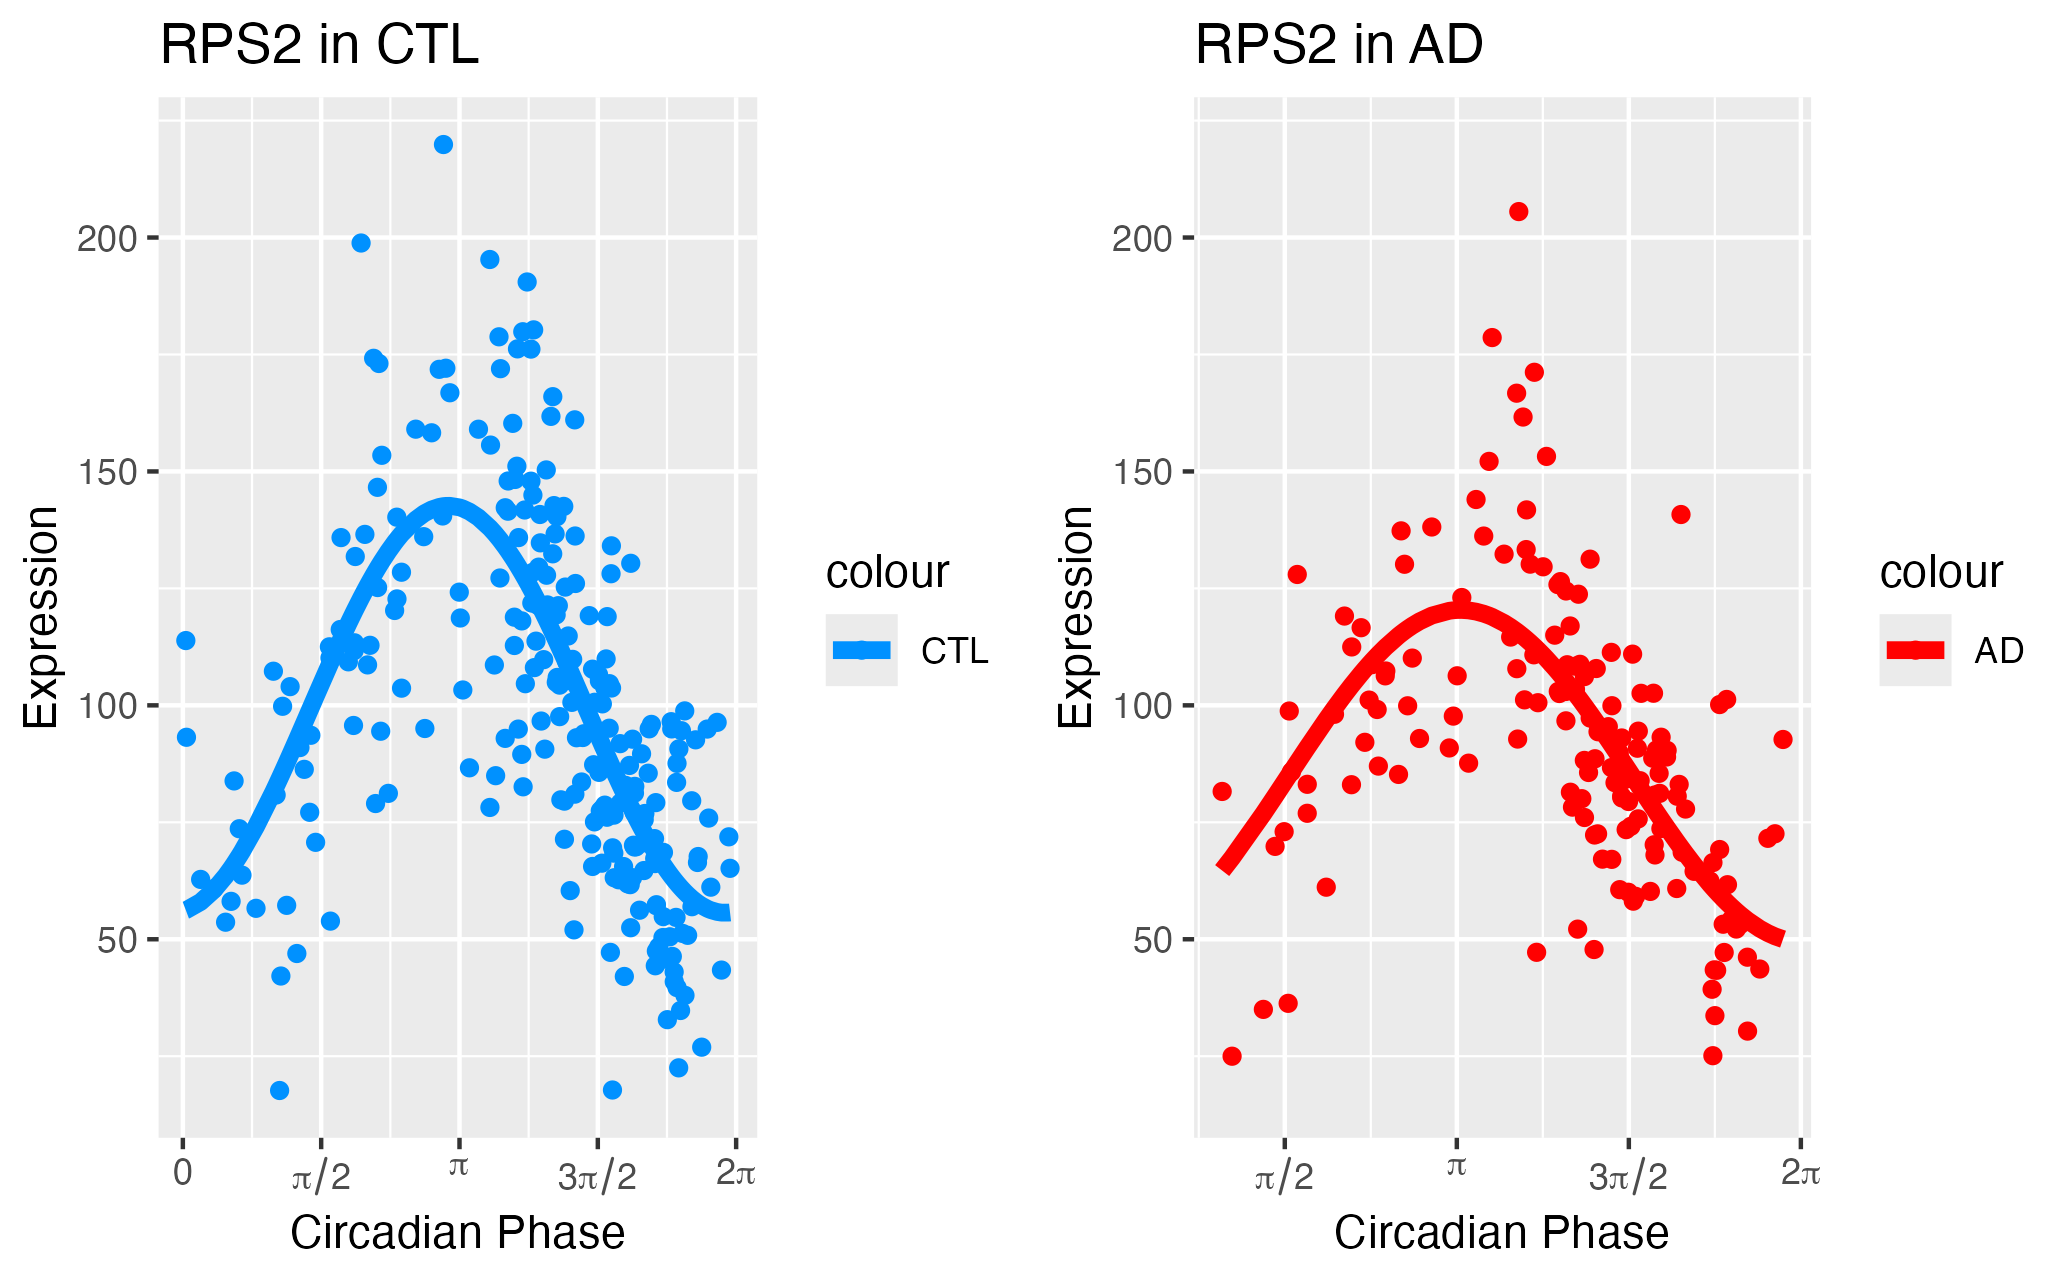 RPS2 in CTL
Expression
200
150
100
50
0 π/2 π 3π/2 2π
Circadian Phase
colour
CTL
RPS2 in AD
Expression
200
150
100
50
π/2 π 3π/2 2π
Circadian Phase
colour
AD